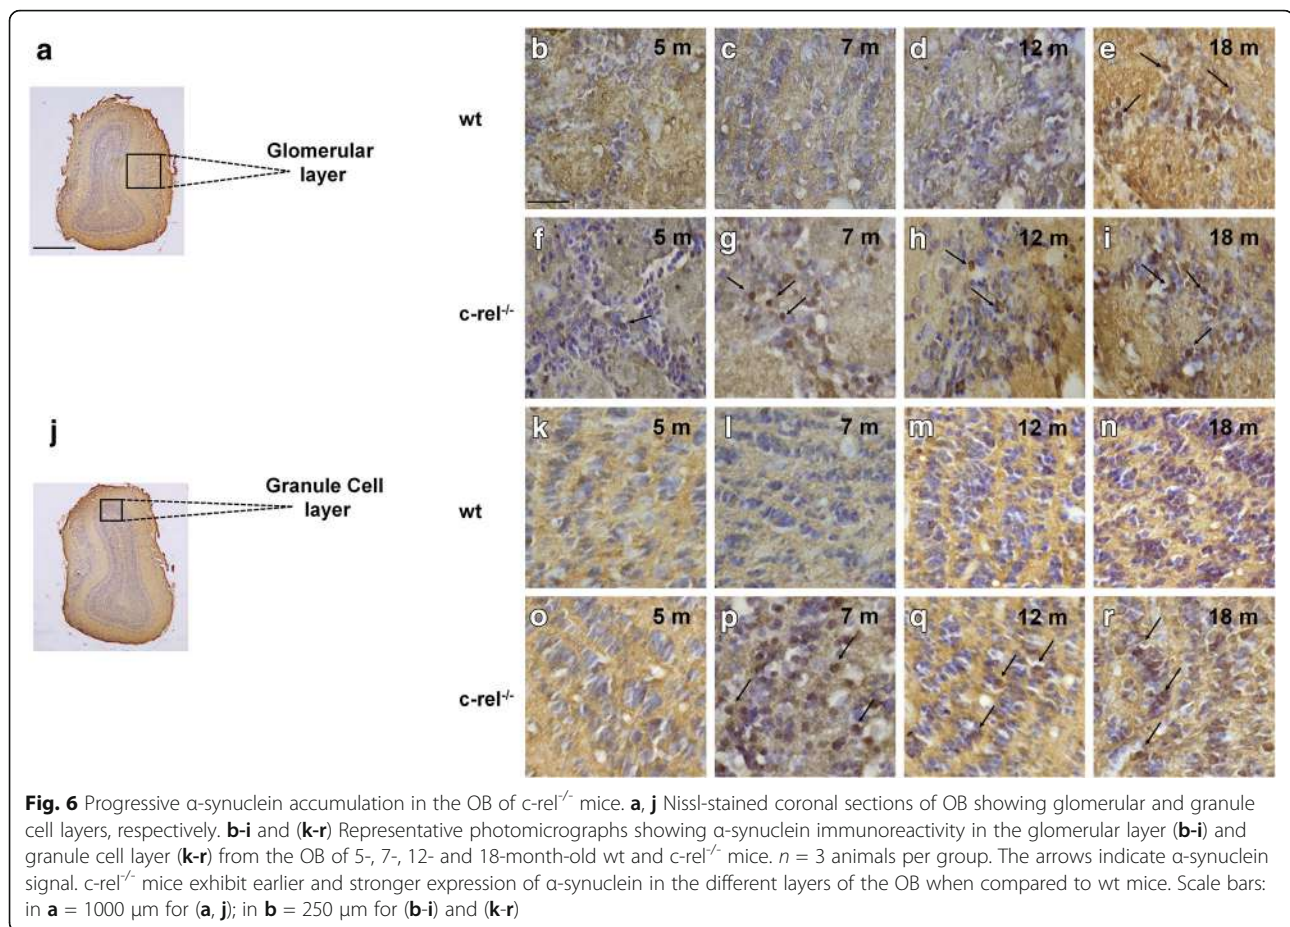 a
b 5 m c 7 m d 12 m e 18 m
wt
Glomerular
layer
f 5 m g 7 m h 12 m i 18 m
c-rel-/-
j
k 5 m l 7 m m 12 m n 18 m
Granule Cell
layer
wt
o 5 m p 7 m q 12 m r 18 m
c-rel-/-
Fig. 6 Progressive α-synuclein accumulation in the OB of c-rel-/- mice. a, j Nissl-stained coronal sections of OB showing glomerular and granule
cell layers, respectively. b-i and (k-r) Representative photomicrographs showing α-synuclein immunoreactivity in the glomerular layer (b-i) and
granule cell layer (k-r) from the OB of 5-, 7-, 12- and 18-month-old wt and c-rel-/- mice. n = 3 animals per group. The arrows indicate α-synuclein
signal. c-rel-/- mice exhibit earlier and stronger expression of α-synuclein in the different layers of the OB when compared to wt mice. Scale bars:
in a = 1000 μm for (a, j); in b = 250 μm for (b-i) and (k-r)